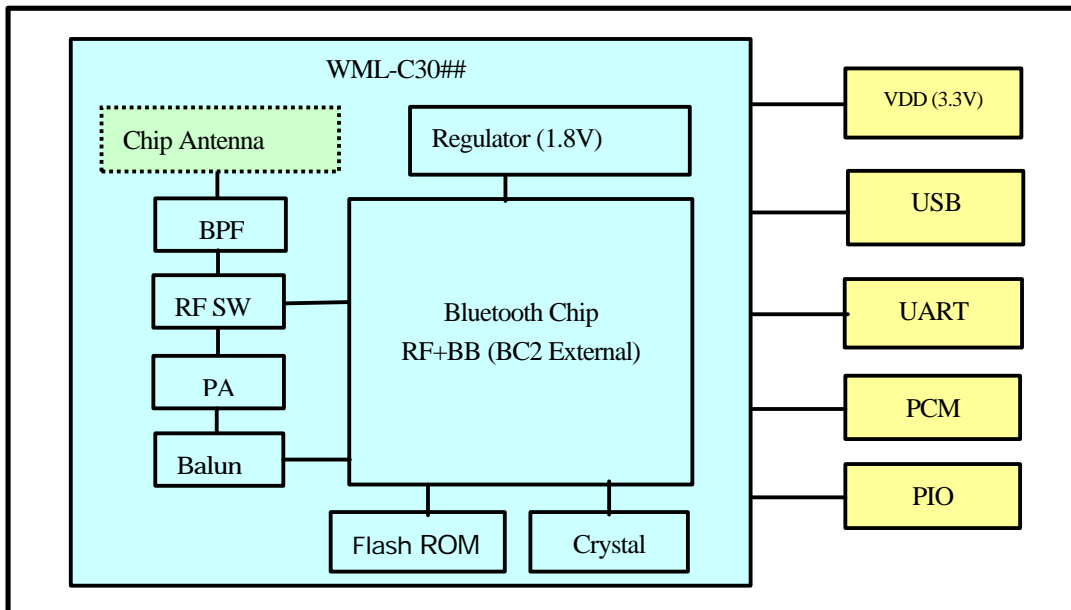 WML-C30##
VDD (3.3V)
Chip Antenna
Regulator (1.8V)
USB
BPF
RF SW
Bluetooth Chip
RF+BB (BC2 External)
UART
PA
PCM
Balun
PIO
Flash ROM
Crystal